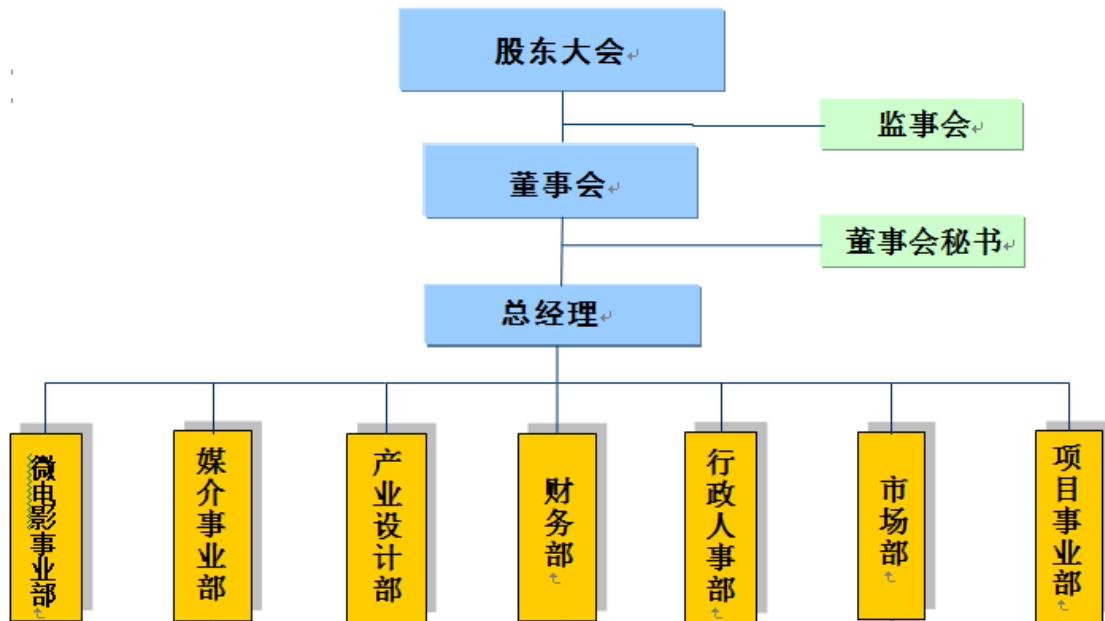 股东大会
监事会
董事会
董事会秘书
总经理
微电影事业部
媒介事业部
产业设计部
财务部
行政人事部
市场部
项目事业部